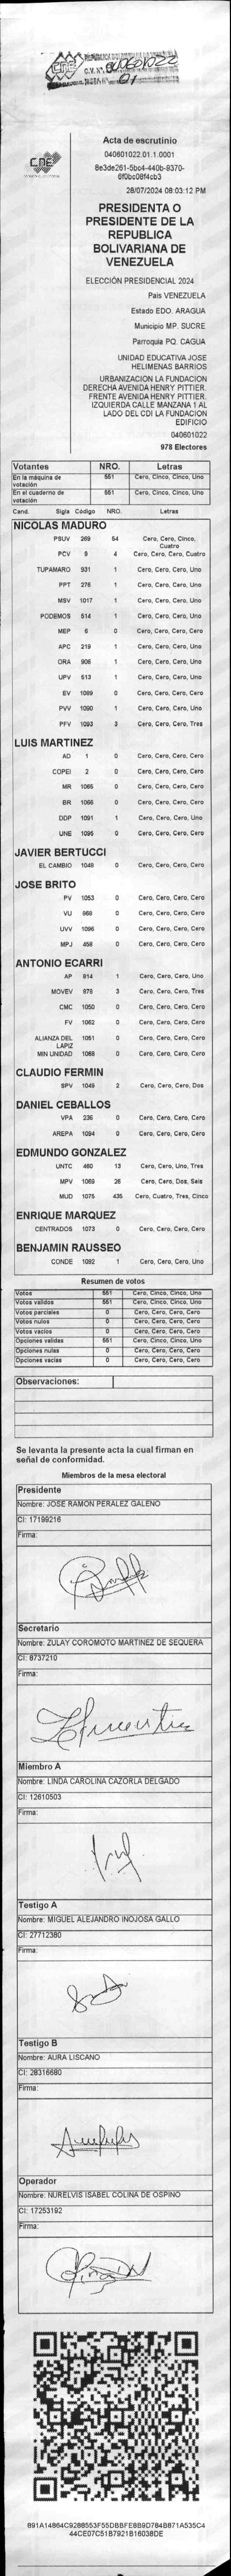 CNE
C.V. Nº. 040601022
01
CNE
Acta de escrutinio
040601022.01.1.0001
8e3de261-5bc4-440b-9370-
6f0bc08f4cb3
28/07/2024 08:03:12 PM
PRESIDENTA O
PRESIDENTE DE LA
REPUBLICA
BOLIVARIANA DE
VENEZUELA
ELECCIÓN PRESIDENCIAL 2024
Pais VENEZUELA
Estado EDO. ARAGUA
Municipio MP. SUCRE
Parroquia PQ. CAGUA
UNIDAD EDUCATIVA JOSE
HELIMENAS BARRIOS
URBANIZACION LA FUNDACION
DERECHA AVENIDA HENRY PITTIER.
FRENTE AVENIDA HENRY PITTIER.
IZQUIERDA CALLE MANZANA 1 AL
LADO DEL CDI LA FUNDACION
EDIFICIO
040601022
978 Electores
Votantes NRO. Letras
En la máquina de votación 551 Cero, Cinco, Cinco, Uno
En el cuaderno de votación 551 Cero, Cinco, Cinco, Uno
Cand. Sigla Código NRO. Letras
NICOLAS MADURO
PSUV 269 54 Cero, Cero, Cinco, Cuatro
PCV 9 4 Cero, Cero, Cero, Cuatro
TUPAMARO 931 1 Cero, Cero, Cero, Uno
PPT 276 1 Cero, Cero, Cero, Uno
MSV 1017 1 Cero, Cero, Cero, Uno
PODEMOS 514 1 Cero, Cero, Cero, Uno
MEP 6 0 Cero, Cero, Cero, Cero
APC 219 1 Cero, Cero, Cero, Uno
ORA 906 1 Cero, Cero, Cero, Uno
UPV 513 1 Cero, Cero, Cero, Uno
EV 1089 0 Cero, Cero, Cero, Cero
PVV 1090 1 Cero, Cero, Cero, Uno
PFV 1093 3 Cero, Cero, Cero, Tres
LUIS MARTINEZ
AD 1 0 Cero, Cero, Cero, Cero
COPEI 2 0 Cero, Cero, Cero, Cero
MR 1065 0 Cero, Cero, Cero, Cero
BR 1066 0 Cero, Cero, Cero, Cero
DDP 1091 1 Cero, Cero, Cero, Uno
UNE 1095 0 Cero, Cero, Cero, Cero
JAVIER BERTUCCI
EL CAMBIO 1048 0 Cero, Cero, Cero, Cero
JOSE BRITO
PV 1053 0 Cero, Cero, Cero, Cero
VU 968 0 Cero, Cero, Cero, Cero
UVV 1096 0 Cero, Cero, Cero, Cero
MPJ 458 0 Cero, Cero, Cero, Cero
ANTONIO ECARRI
AP 814 1 Cero, Cero, Cero, Uno
MOVEV 978 3 Cero, Cero, Cero, Tres
CMC 1050 0 Cero, Cero, Cero, Cero
FV 1062 0 Cero, Cero, Cero, Cero
ALIANZA DEL LAPIZ 1051 0 Cero, Cero, Cero, Cero
MIN UNIDAD 1068 0 Cero, Cero, Cero, Cero
CLAUDIO FERMIN
SPV 1049 2 Cero, Cero, Cero, Dos
DANIEL CEBALLOS
VPA 236 0 Cero, Cero, Cero, Cero
AREPA 1094 0 Cero, Cero, Cero, Cero
EDMUNDO GONZALEZ
UNTC 460 13 Cero, Cero, Uno, Tres
MPV 1069 26 Cero, Cero, Dos, Seis
MUD 1075 435 Cero, Cuatro, Tres, Cinco
ENRIQUE MARQUEZ
CENTRADOS 1073 0 Cero, Cero, Cero, Cero
BENJAMIN RAUSSEO
CONDE 1092 1 Cero, Cero, Cero, Uno
Resumen de votos
Votos 551 Cero, Cinco, Cinco, Uno
Votos validos 551 Cero, Cinco, Cinco, Uno
Votos parciales 0 Cero, Cero, Cero, Cero
Votos nulos 0 Cero, Cero, Cero, Cero
Votos vacios 0 Cero, Cero, Cero, Cero
Opciones validas 551 Cero, Cinco, Cinco, Uno
Opciones nulas 0 Cero, Cero, Cero, Cero
Opciones vacias 0 Cero, Cero, Cero, Cero
Observaciones:
Se levanta la presente acta la cual firman en
señal de conformidad.
Miembros de la mesa electoral
Presidente
Nombre: JOSE RAMON PERALEZ GALENO
CI: 17199216
Firma:
Secretario
Nombre: ZULAY COROMOTO MARTINEZ DE SEQUERA
CI: 8737210
Firma:
Miembro A
Nombre: LINDA CAROLINA CAZORLA DELGADO
CI: 12610503
Firma:
Testigo A
Nombre: MIGUEL ALEJANDRO INOJOSA GALLO
CI: 27712380
Firma:
Testigo B
Nombre: AURA LISCANO
CI: 28316680
Firma:
Operador
Nombre: NURELVIS ISABEL COLINA DE OSPINO
CI: 17253192
Firma:
891A14864C9288553F55DBBFE8B9D784B871A535C4
44CE07C51B7921B16038DE